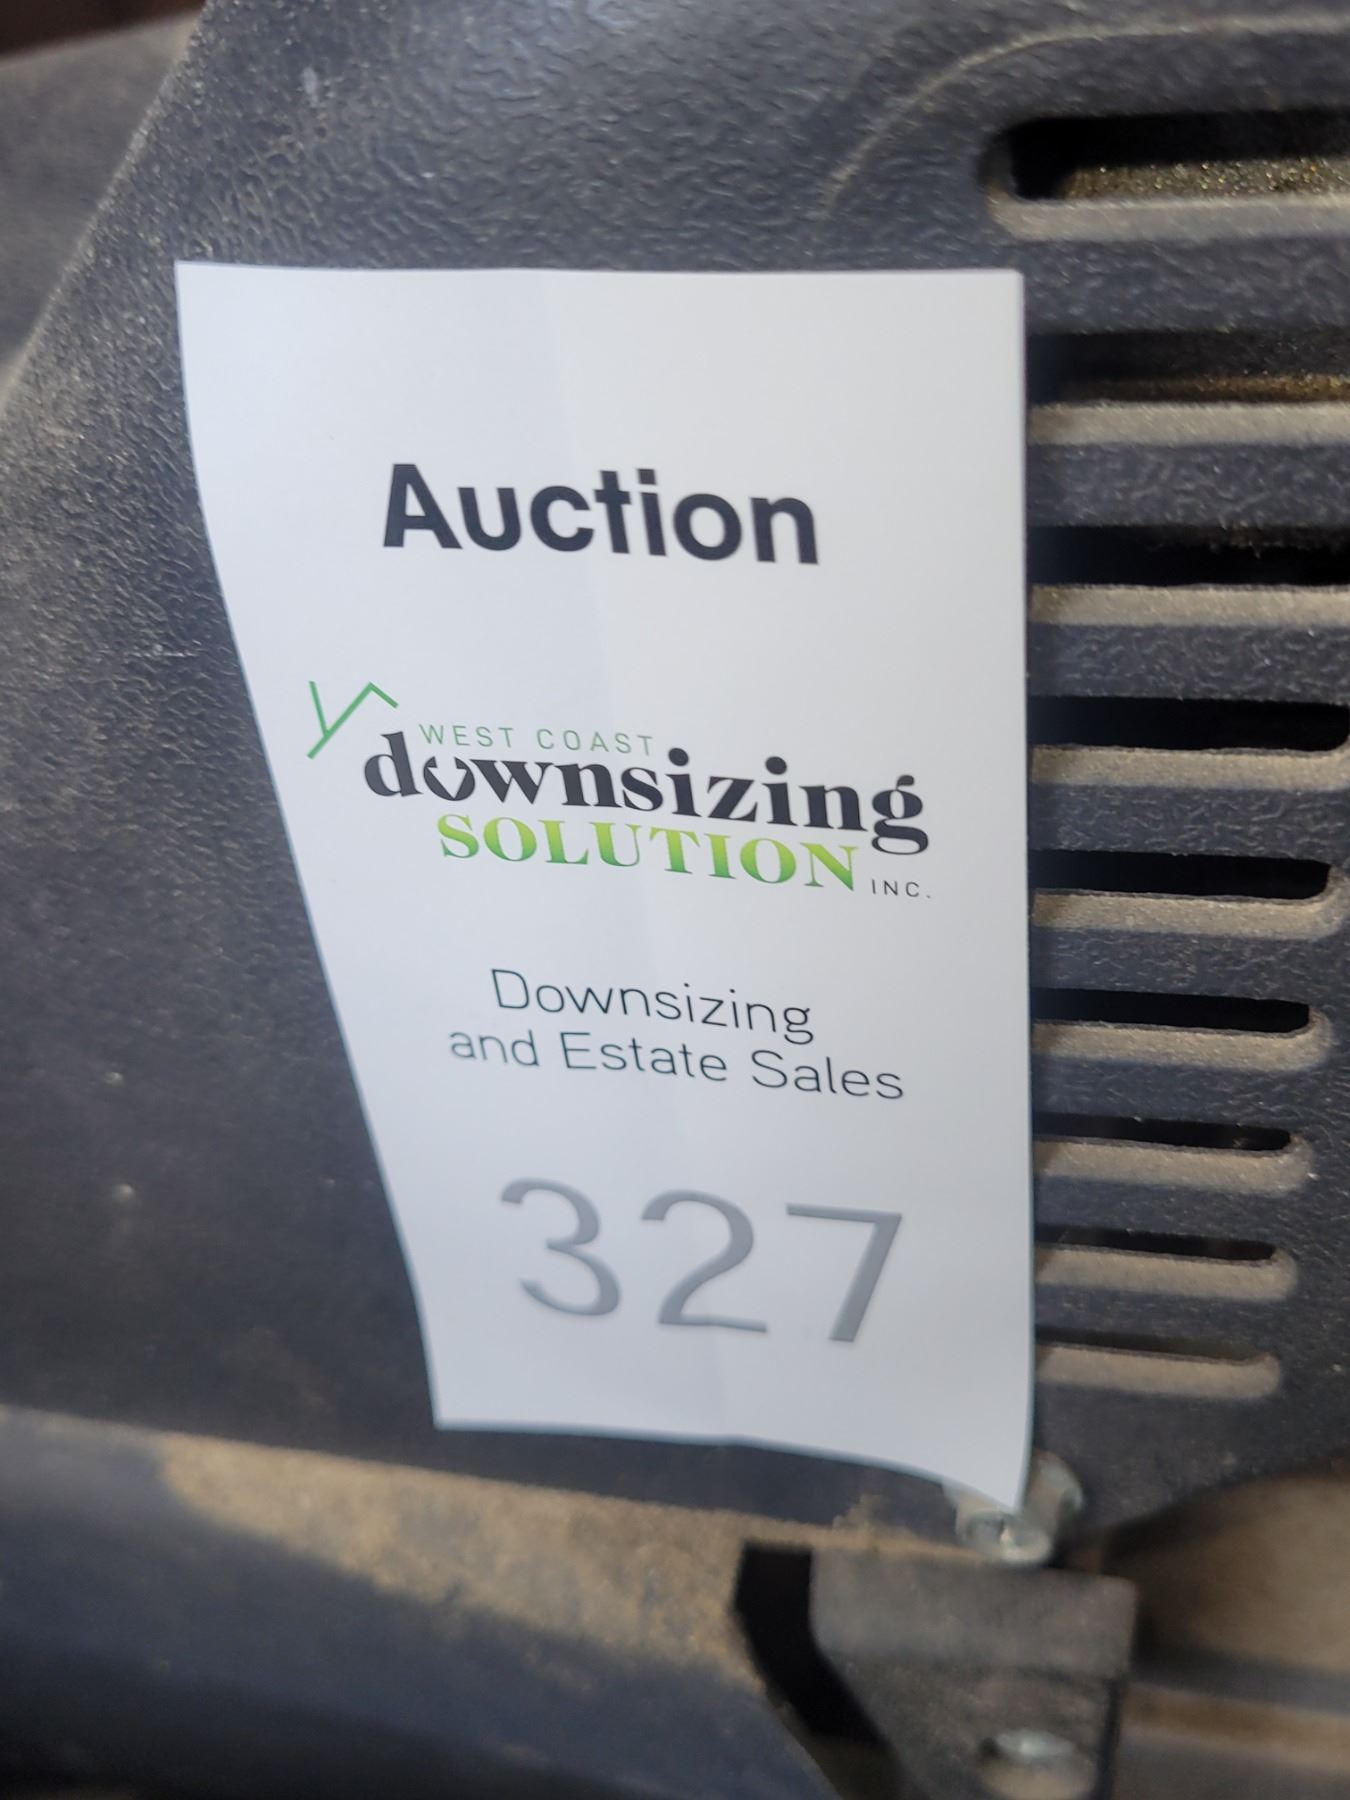 Auction
WEST COAST
downsizing
SOLUTION INC.
Downsizing
and Estate Sales
327